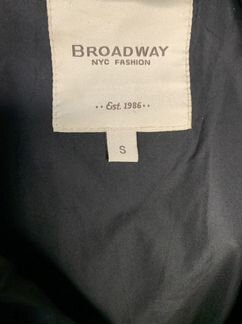 BROADWAY
NYC FASHION
·· Est. 1986 ··
S